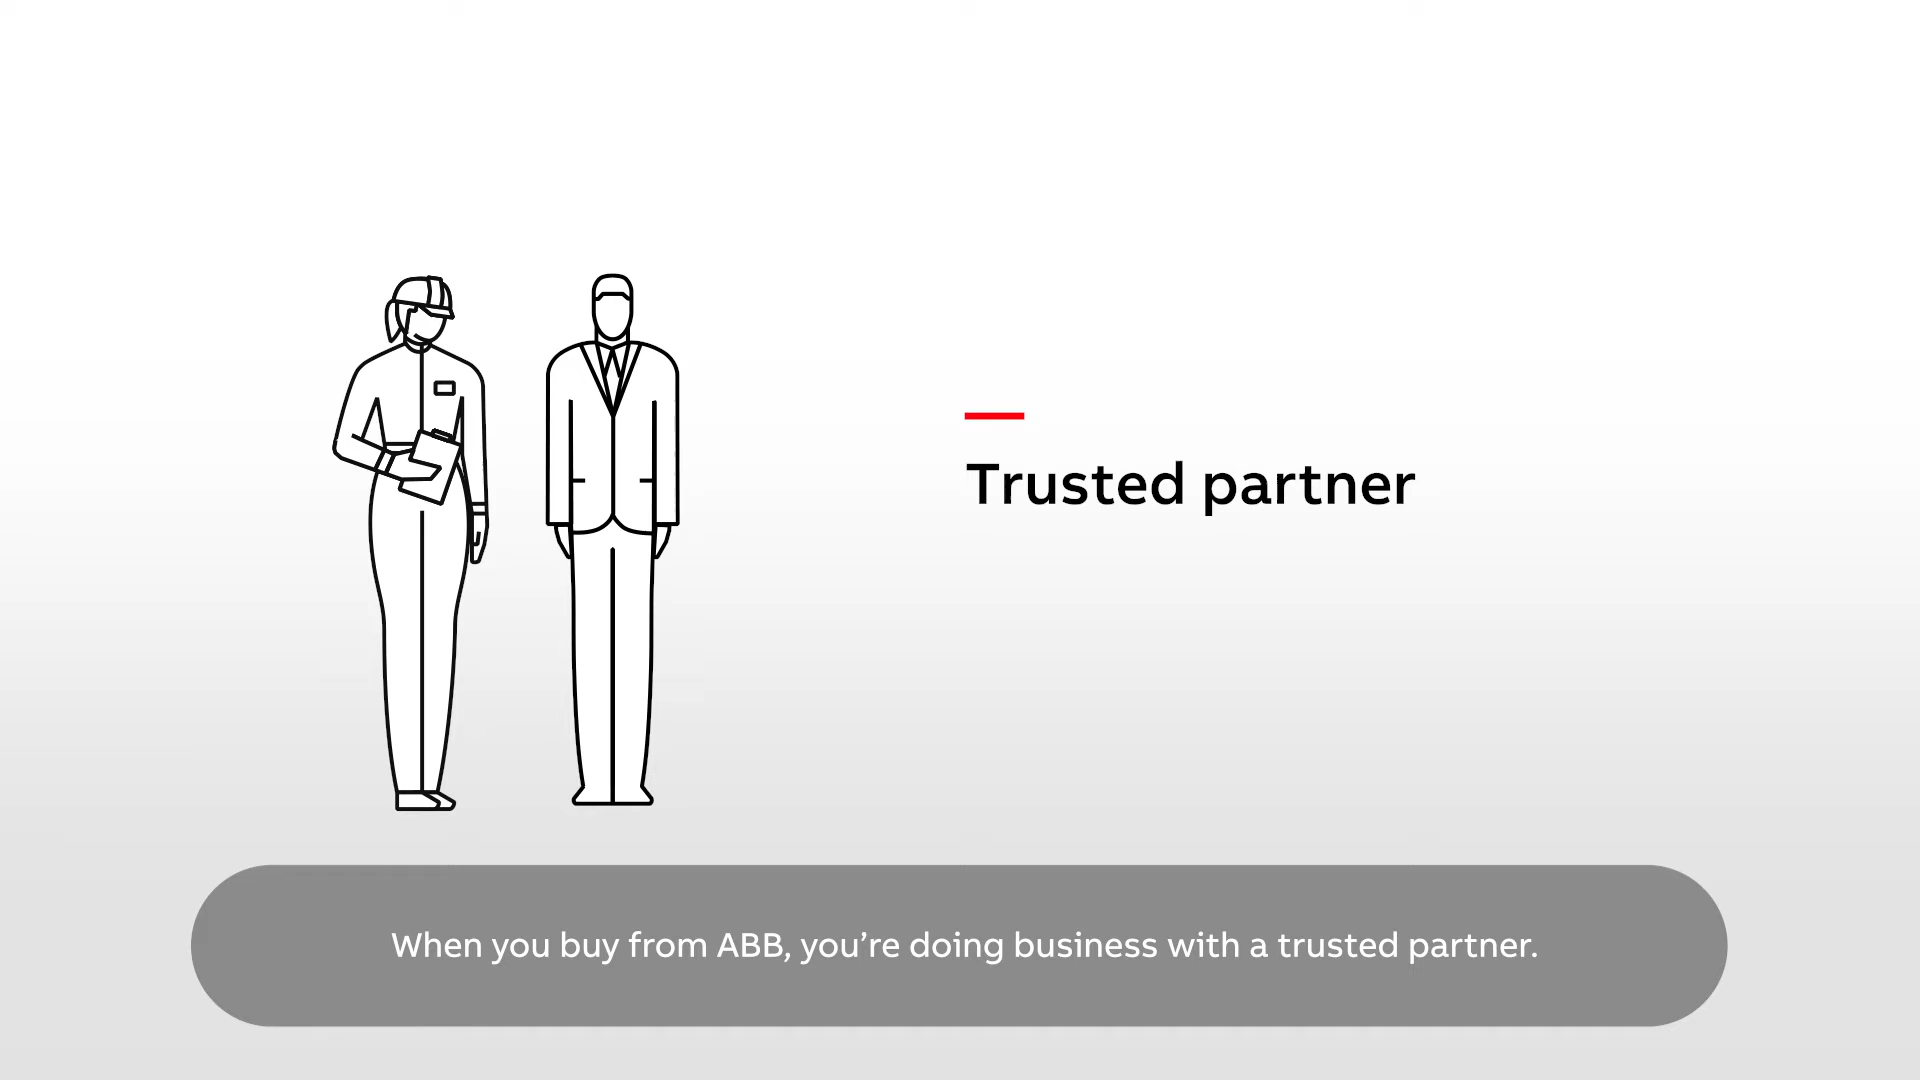 Trusted partner
When you buy from ABB, you’re doing business with a trusted partner.